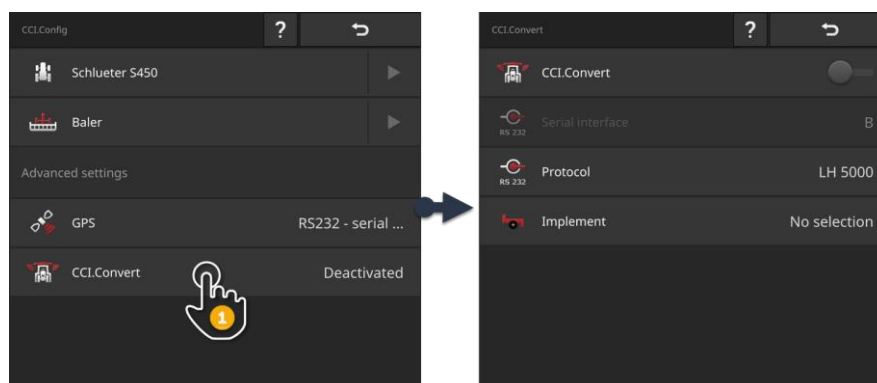 CCI.Config
?
Schlueter S450
Baler
Advanced settings
GPS RS232 - serial ...
CCI.Convert Deactivated
1
CCI.Convert
?
CCI.Convert
RS 232 Serial interface B
RS 232 Protocol LH 5000
Implement No selection